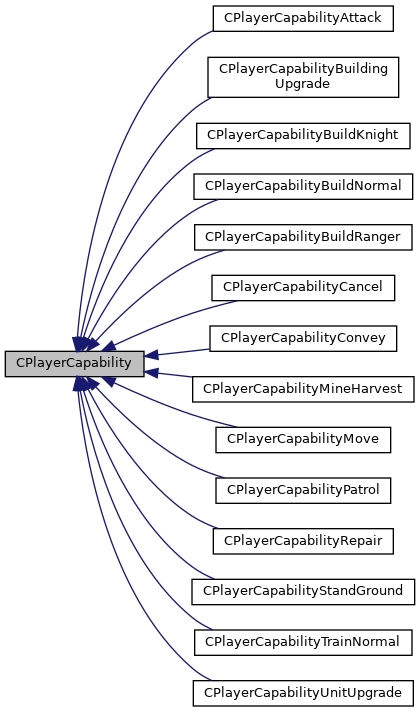 CPlayerCapabilityAttack
CPlayerCapabilityBuilding
Upgrade
CPlayerCapabilityBuildKnight
CPlayerCapabilityBuildNormal
CPlayerCapabilityBuildRanger
CPlayerCapabilityCancel
CPlayerCapabilityConvey
CPlayerCapability
CPlayerCapabilityMineHarvest
CPlayerCapabilityMove
CPlayerCapabilityPatrol
CPlayerCapabilityRepair
CPlayerCapabilityStandGround
CPlayerCapabilityTrainNormal
CPlayerCapabilityUnitUpgrade